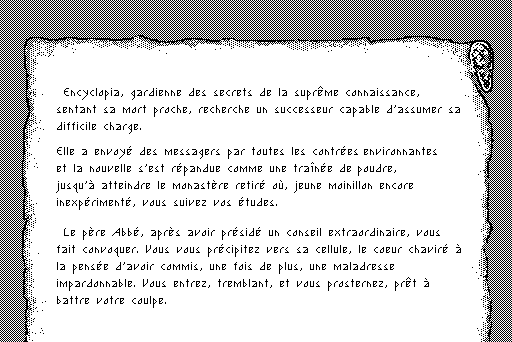 Encyclopia, gardienne des secrets de la suprême connaissance,
sentant sa mort proche, recherche un successeur capable d'assumer sa
difficile charge.
Elle a envoyé des messagers par toutes les contrées environnantes
et la nouvelle s'est répandue comme une traînée de poudre,
jusqu'à atteindre le monastère retiré où, jeune moinillon encore
inexpérimenté, vous suivez vos études.
Le père Abbé, après avoir présidé un conseil extraordinaire, vous
fait convoquer. Vous vous précipitez vers sa cellule, le coeur chaviré à
la pensée d'avoir commis, une fois de plus, une maladresse
impardonnable. Vous entrez, tremblant, et vous prosternez, prêt à
battre votre coulpe.